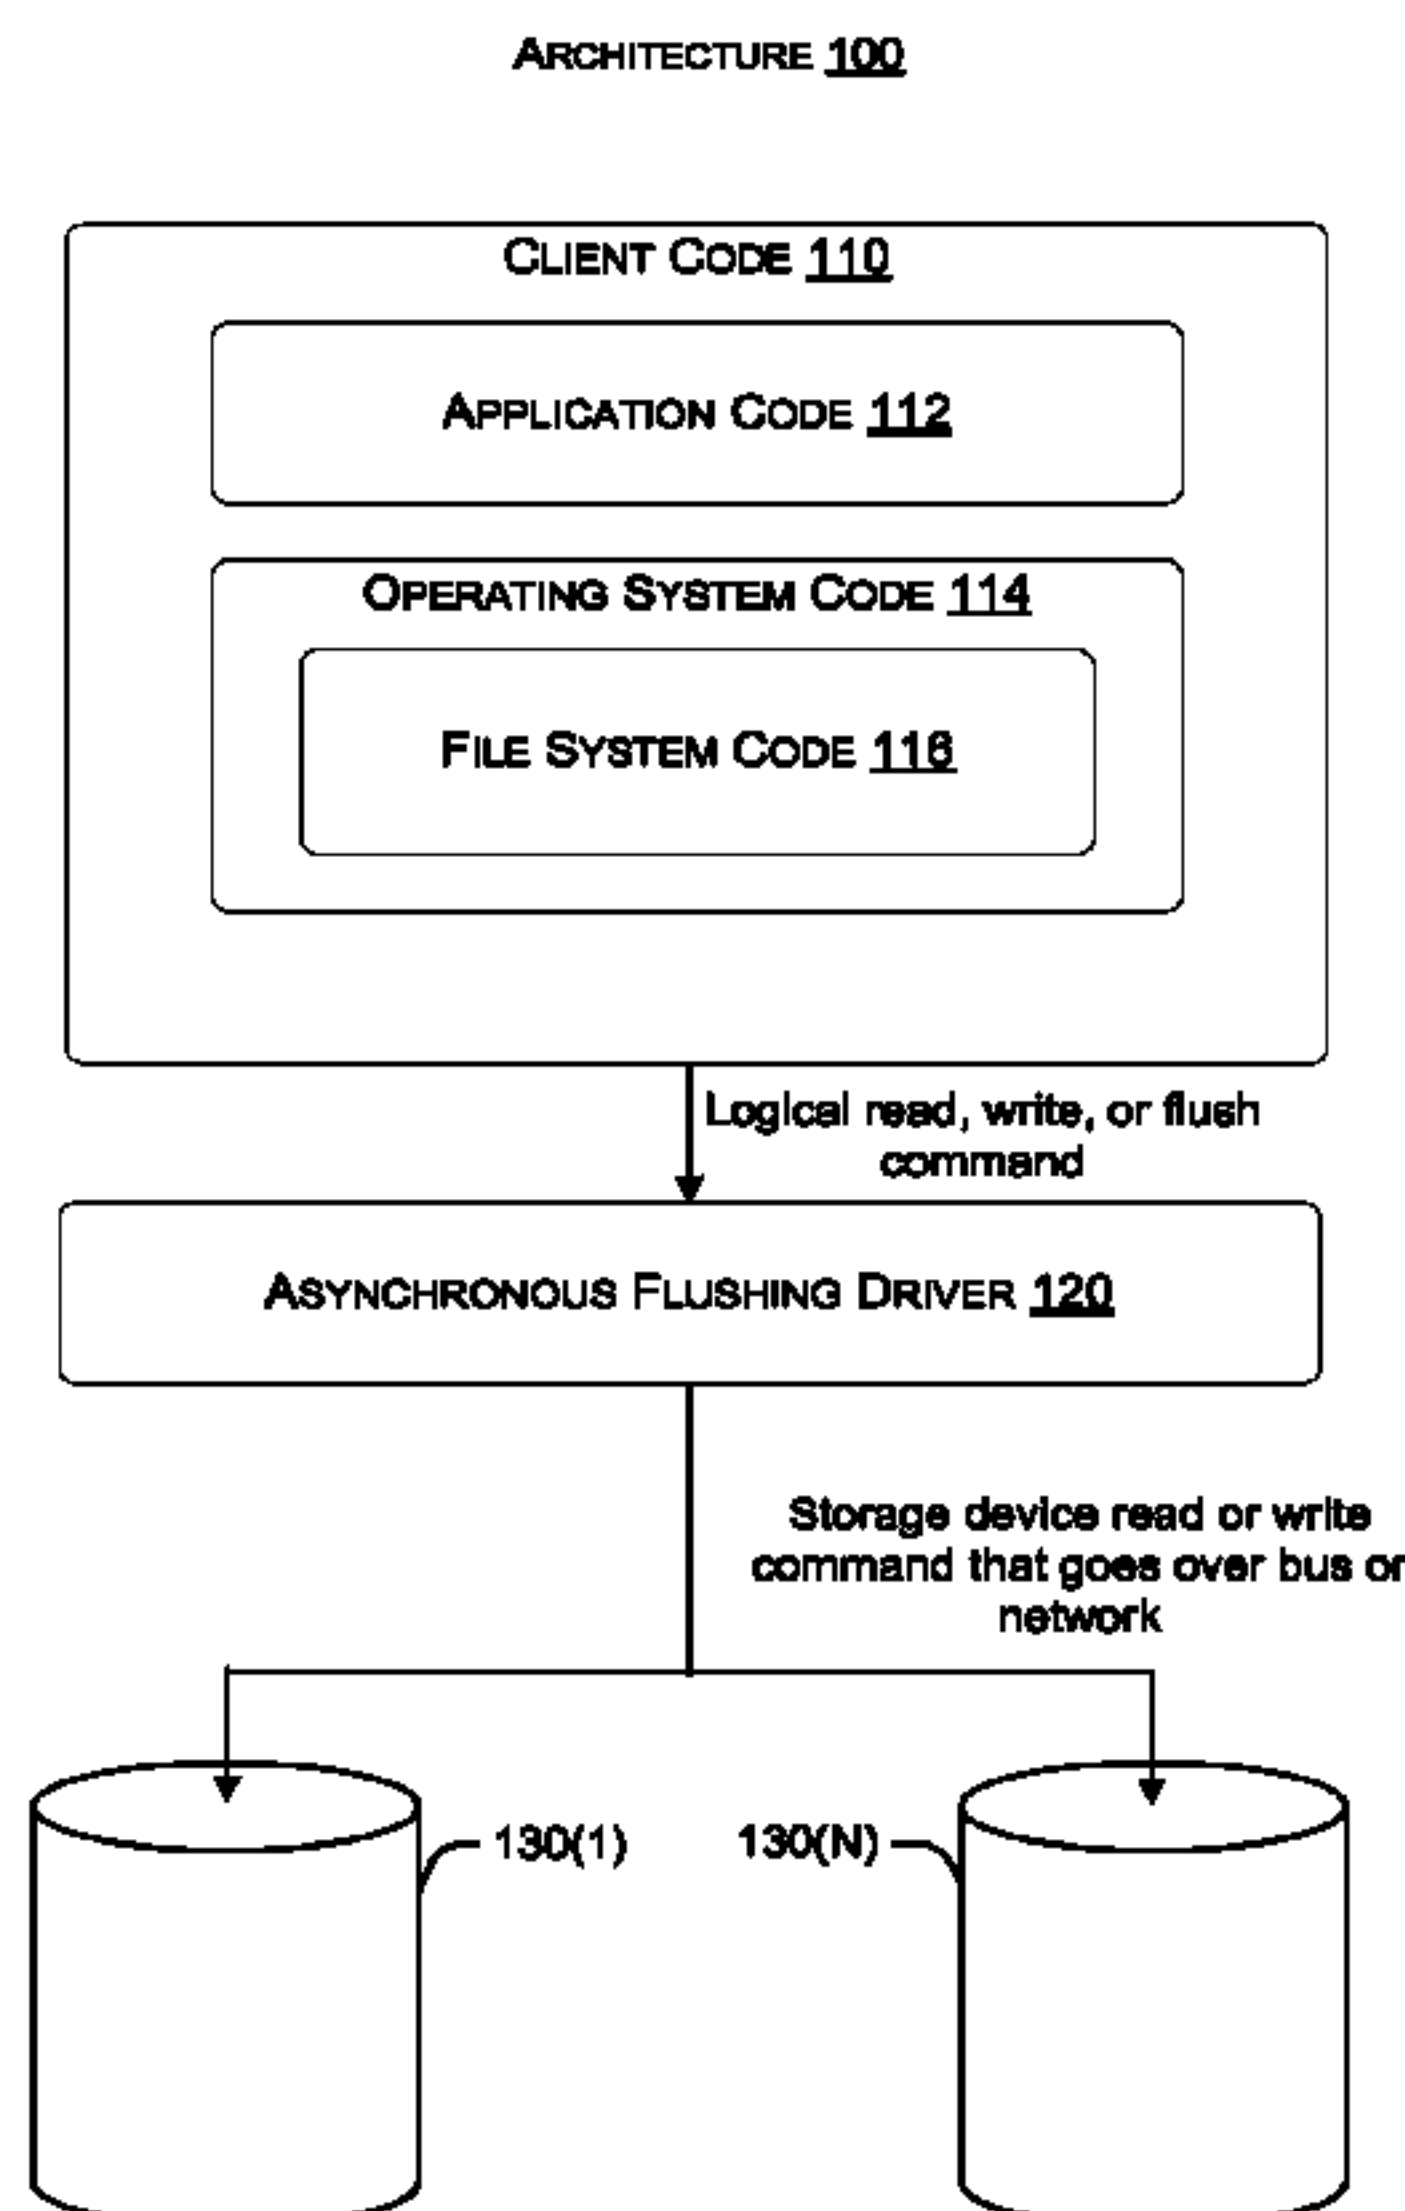 ARCHITECTURE 100
CLIENT CODE 110
APPLICATION CODE 112
OPERATING SYSTEM CODE 114
FILE SYSTEM CODE 116
Logical read, write, or flush
command
ASYNCHRONOUS FLUSHING DRIVER 120
Storage device read or write
command that goes over bus or
network
130(1)
130(N)